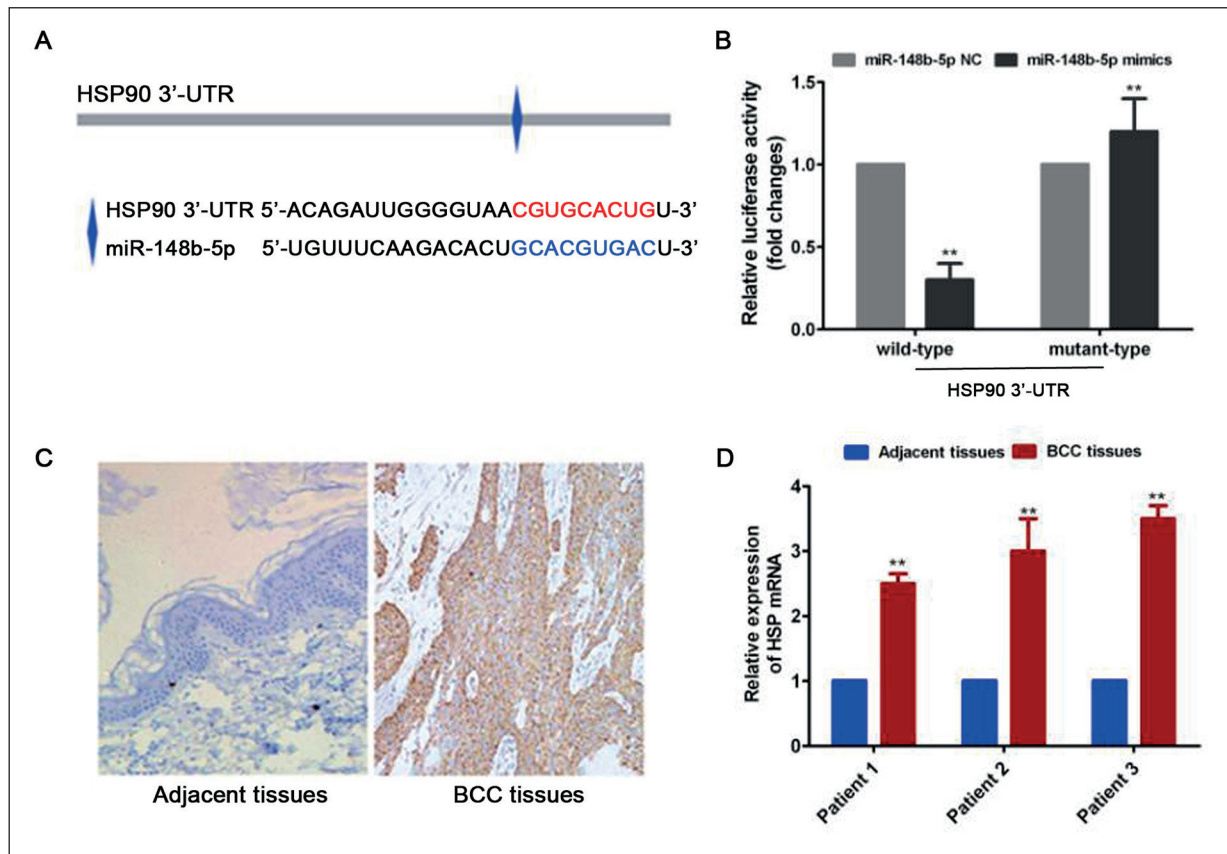 A
HSP90 3’-UTR
HSP90 3’-UTR 5’-ACAGAUUGGGGUAACGUGCACUGU-3’
miR-148b-5p 5’-UGUUUCAAGACACUGCACGUGACU-3’
B
miR-148b-5p NC miR-148b-5p mimics
Relative luciferase activity
(fold changes)
1.5
1.0
0.5
0.0
**
**
wild-type mutant-type
HSP90 3’-UTR
C
Adjacent tissues BCC tissues
D
Adjacent tissues BCC tissues
Relative expression
of HSP mRNA
4
3
2
1
0
**
**
**
Patient 1
Patient 2
Patient 3